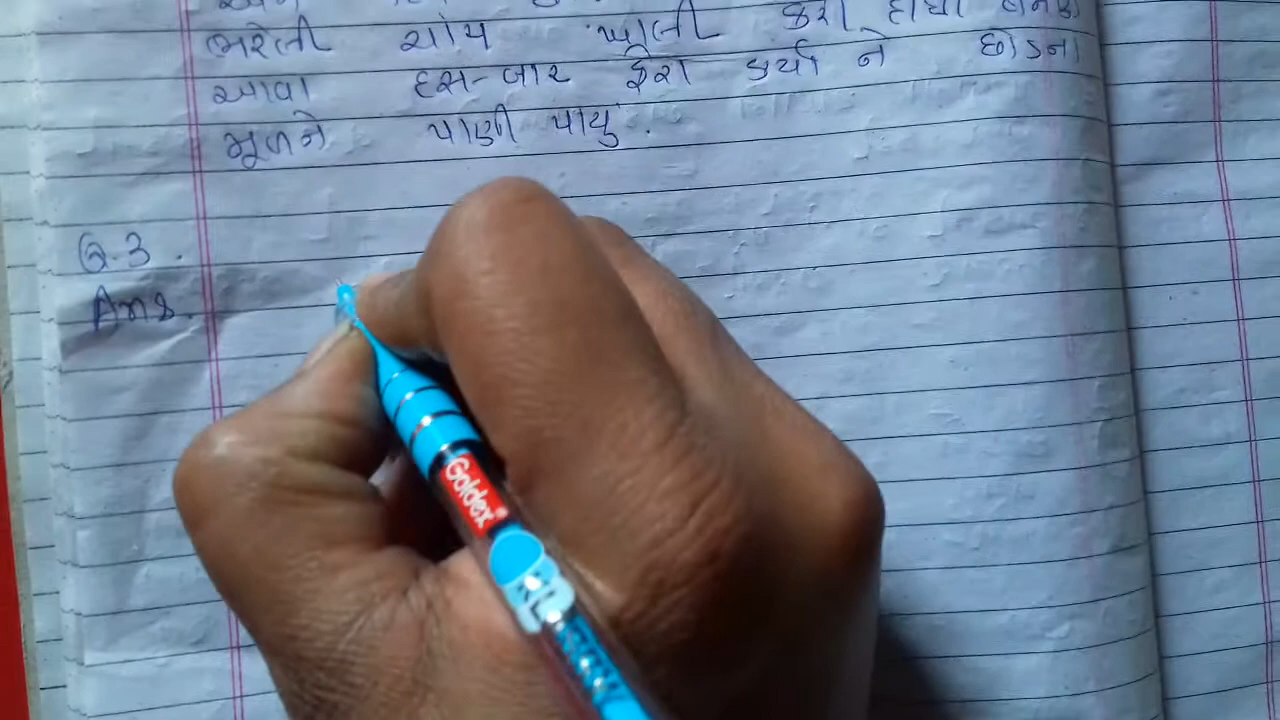 ભરેલી ચાંચ ખાલી કરી દીધી
આવા દસ-બાર ફેરા કર્યા ને છોડના
મૂળને પાણી પાયુ.
Q.3.
Ans.
Goldex